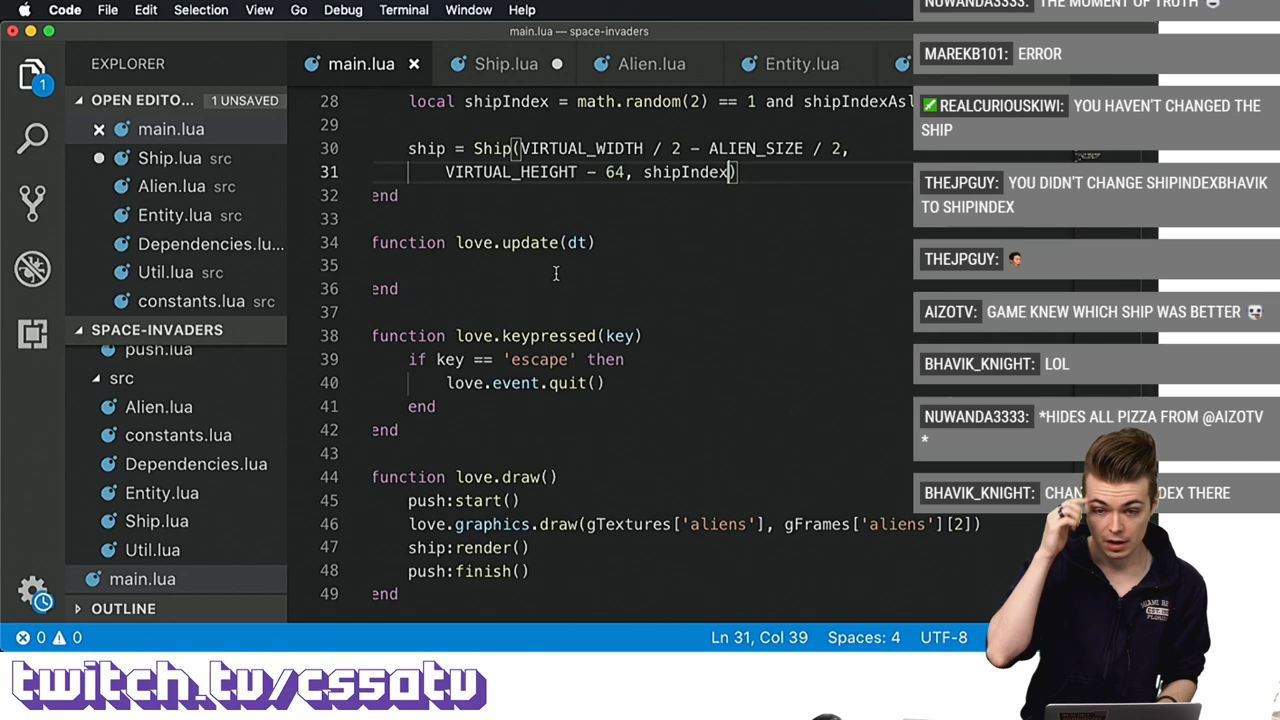 Code File Edit Selection View Go Debug Terminal Window Help
main.lua — space-invaders
EXPLORER
OPEN EDITO... 1 UNSAVED
main.lua
Ship.lua src
Alien.lua src
Entity.lua src
Dependencies.lu...
Util.lua src
constants.lua src
SPACE-INVADERS
push.lua
src
Alien.lua
constants.lua
Dependencies.lua
Entity.lua
Ship.lua
Util.lua
main.lua
OUTLINE
1
main.lua
Ship.lua
Alien.lua
Entity.lua
28 local shipIndex = math.random(2) == 1 and shipIndexAsl
29
30 ship = Ship(VIRTUAL_WIDTH / 2 - ALIEN_SIZE / 2,
31 VIRTUAL_HEIGHT - 64, shipIndex)
32 end
33
34 function love.update(dt)
35
36 end
37
38 function love.keypressed(key)
39 if key == 'escape' then
40 love.event.quit()
41 end
42 end
43
44 function love.draw()
45 push:start()
46 love.graphics.draw(gTextures['aliens'], gFrames['aliens'][2])
47 ship:render()
48 push:finish()
49 end
0 0
Ln 31, Col 39 Spaces: 4 UTF-8
NUWANDA3333: THE MOMENT OF TRUTH
MAREKB101: ERROR
REALCURIOUSKIWI: YOU HAVEN'T CHANGED THE
SHIP
THEJPGUY: YOU DIDN'T CHANGE SHIPINDEXBHAVIK
TO SHIPINDEX
THEJPGUY:
AIZOTV: GAME KNEW WHICH SHIP WAS BETTER
BHAVIK_KNIGHT: LOL
NUWANDA3333: *HIDES ALL PIZZA FROM @AIZOTV
*
BHAVIK_KNIGHT: DEX THERE
MIAMI
FLORIDA
twitch.tv/cs50tv